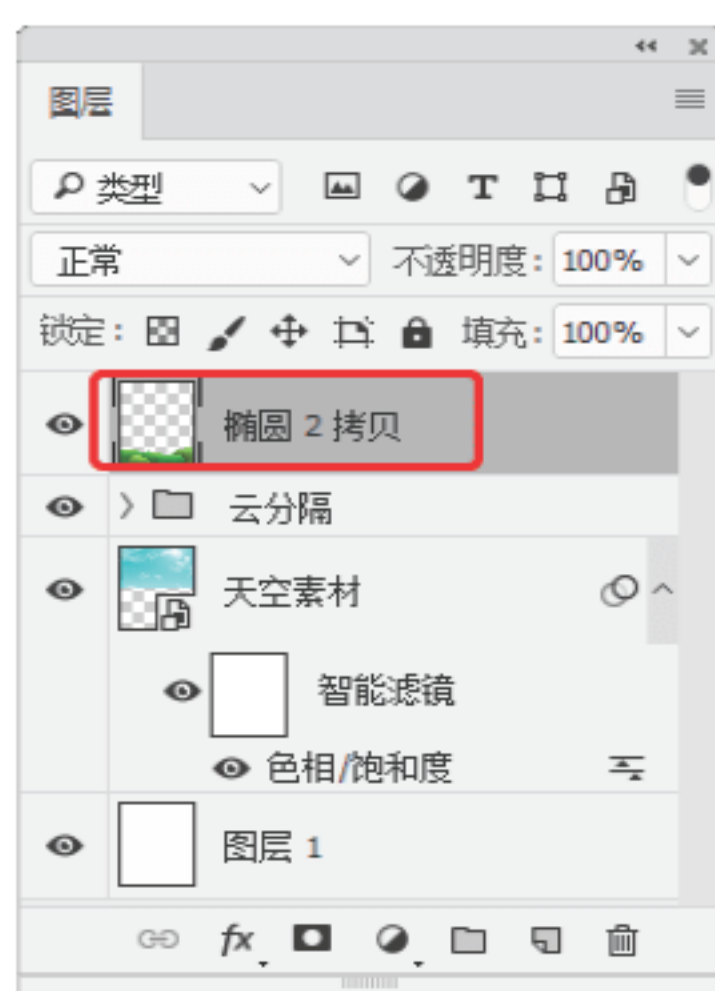 图层
类型
正常 不透明度: 100%
锁定: 填充: 100%
椭圆 2 拷贝
云分隔
天空素材
智能滤镜
色相/饱和度
图层 1
fx